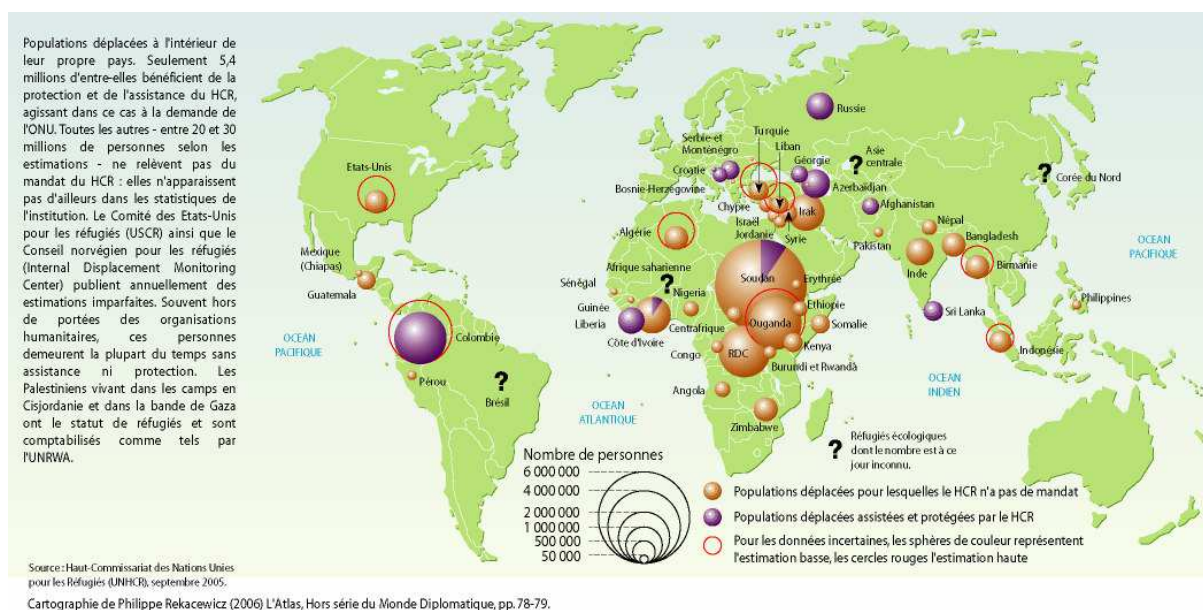 Populations déplacées à l'intérieur de
leur propre pays. Seulement 5,4
millions d'entre-elles bénéficient de la
protection et de l'assistance du HCR,
agissant dans ce cas à la demande de
l'ONU. Toutes les autres - entre 20 et 30
millions de personnes selon les
estimations - ne relèvent pas du
mandat du HCR : elles n'apparaissent
pas d'ailleurs dans les statistiques de
l'institution. Le Comité des Etats-Unis
pour les réfugiés (USCR) ainsi que le
Conseil norvégien pour les réfugiés
(Internal Displacement Monitoring
Center) publient annuellement des
estimations imparfaites. Souvent hors
de portées des organisations
humanitaires, ces personnes
demeurent la plupart du temps sans
assistance ni protection. Les
Palestiniens vivant dans les camps en
Cisjordanie et dans la bande de Gaza
ont le statut de réfugiés et sont
comptabilisés comme tels par
l'UNRWA.
Etats-Unis
Mexique
(Chiapas)
Guatemala
Colombie
Pérou
?
Brésil
OCEAN
PACIFIQUE
OCEAN
ATLANTIQUE
Russie
Serbie-et
Monténégro
Turquie
Liban
Croatie
Géorgie
?
Asie
centrale
?
Corée du Nord
Bosnie-Herzégovine
Azerbaïdjan
Chypre
Irak
Afghanistan
Israël
Jordanie
Syrie
Algérie
Pakistan
Népal
Bangladesh
Inde
Birmanie
OCEAN
PACIFIQUE
Afrique saharienne
?
Soudan
Erythrée
Sénégal
Nigeria
Guinée
Liberia
Côte d'Ivoire
Centrafrique
Ouganda
Ethiopie
Somalie
Sri Lanka
Philippines
Congo
RDC
Kenya
Indonésie
Burundi et Rwanda
Angola
OCEAN
INDIEN
Zimbabwe
?
Réfugiés écologiques
dont le nombre est à ce
jour inconnu.
Nombre de personnes
6 000 000
4 000 000
2 000 000
1 000 000
500 000
50 000
Populations déplacées pour lesquelles le HCR n'a pas de mandat
Populations déplacées assistées et protégées par le HCR
Pour les données incertaines, les sphères de couleur représentent
l'estimation basse, les cercles rouges l'estimation haute
Source : Haut-Commissariat des Nations Unies
pour les Réfugiés (UNHCR), septembre 2005.
Cartographie de Philippe Rekacewicz (2006) L'Atlas, Hors série du Monde Diplomatique, pp. 78-79.